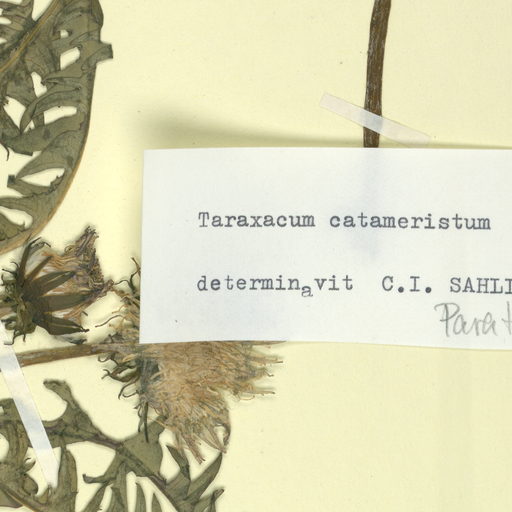 Taraxacum catameristum
determinavit C.I. SAHLI
Parat